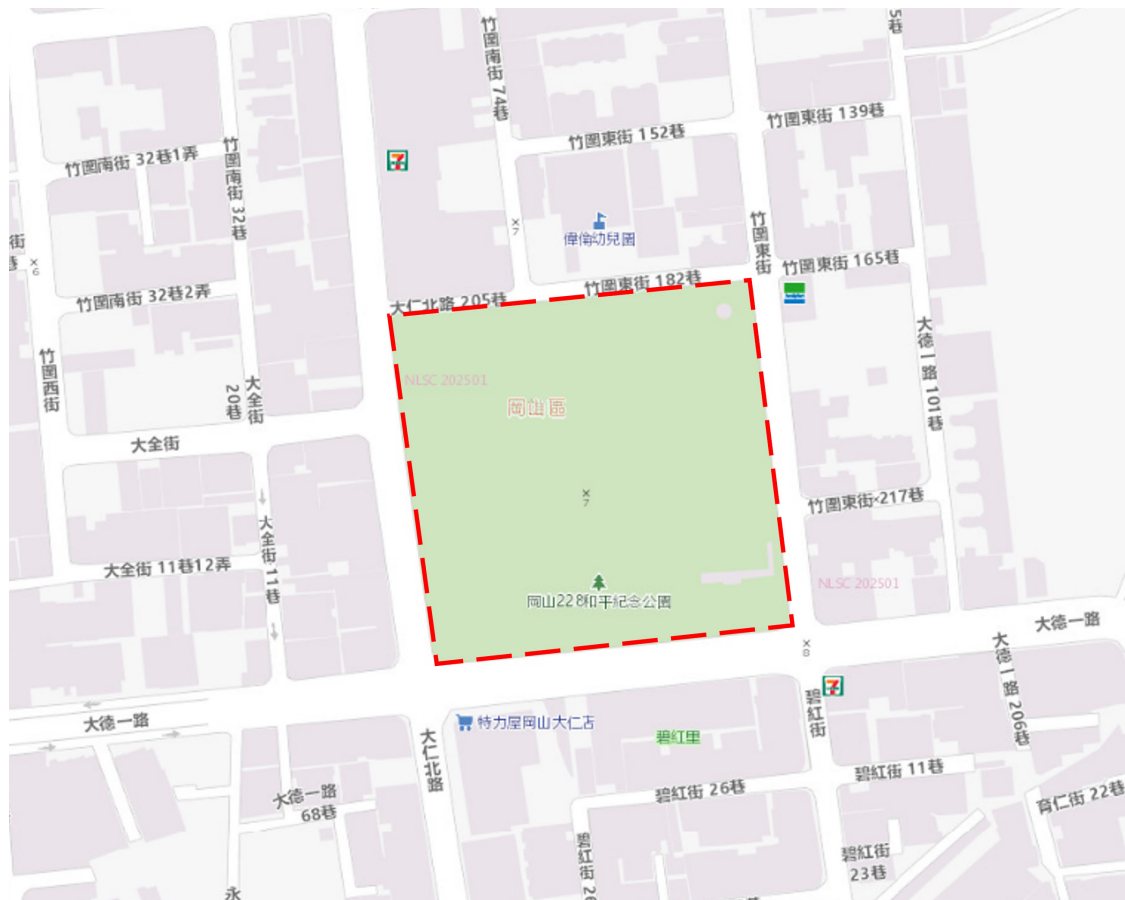 竹圍南街 74巷
竹圍東街 152巷
竹圍東街 139巷
竹圍南街 32巷1弄
竹圍南街 32巷
7
偉倫幼兒園
竹圍東街
竹圍東街 165巷
6
竹圍南街 32巷2弄
大仁北路 205巷
竹圍東街 182巷
竹圍西街
NLSC 202501
岡山區
大全街
20巷
大德一路 101巷
大全街
7
竹圍東街 217巷
大全街 11巷
大全街 11巷12弄
岡山228和平紀念公園
NLSC 202501
大德一路
8
大德一路 206巷
大德一路
特力屋岡山大仁店
碧紅里
碧紅街
大仁北路
碧紅街 11巷
大德一路
68巷
碧紅街 26巷
育仁街 22巷
碧紅街
23巷
碧紅街 26
永